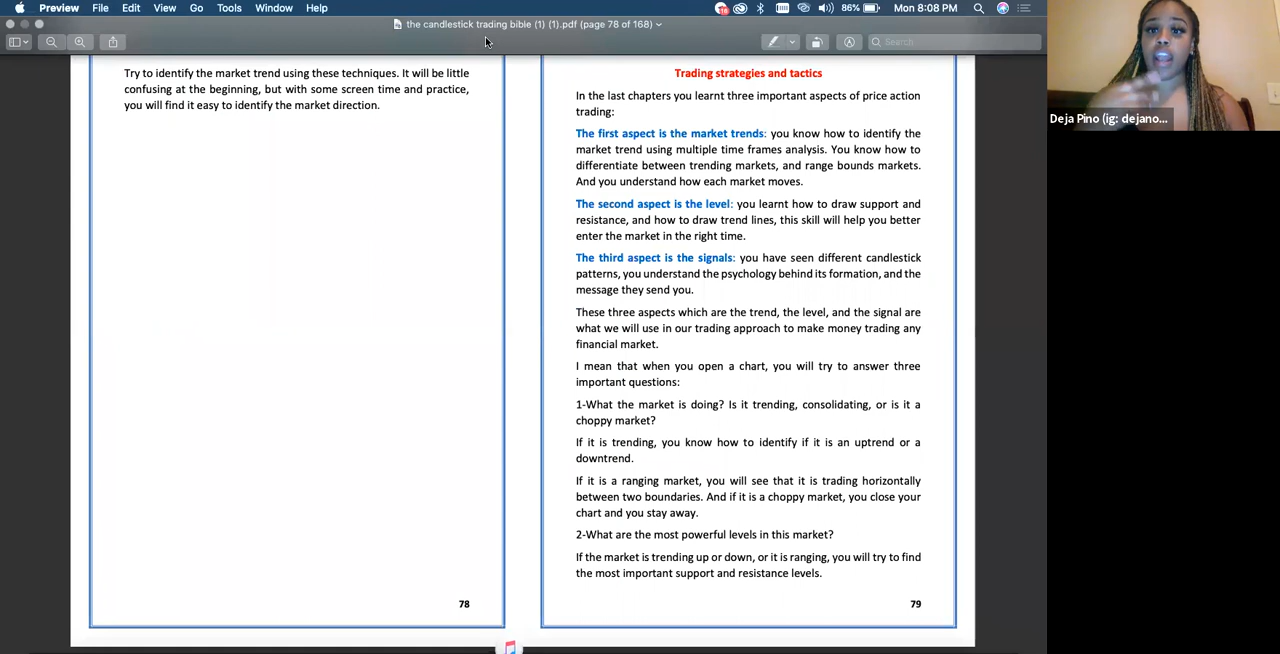 Preview File Edit View Go Tools Window Help
86% Mon 8:08 PM
the candlestick trading bible (1) (1).pdf (page 78 of 168)
Search
Try to identify the market trend using these techniques. It will be little
confusing at the beginning, but with some screen time and practice,
you will find it easy to identify the market direction.
78
Trading strategies and tactics
In the last chapters you learnt three important aspects of price action
trading:
The first aspect is the market trends: you know how to identify the
market trend using multiple time frames analysis. You know how to
differentiate between trending markets, and range bounds markets.
And you understand how each market moves.
The second aspect is the level: you learnt how to draw support and
resistance, and how to draw trend lines, this skill will help you better
enter the market in the right time.
The third aspect is the signals: you have seen different candlestick
patterns, you understand the psychology behind its formation, and the
message they send you.
These three aspects which are the trend, the level, and the signal are
what we will use in our trading approach to make money trading any
financial market.
I mean that when you open a chart, you will try to answer three
important questions:
1-What the market is doing? Is it trending, consolidating, or is it a
choppy market?
If it is trending, you know how to identify if it is an uptrend or a
downtrend.
If it is a ranging market, you will see that it is trading horizontally
between two boundaries. And if it is a choppy market, you close your
chart and you stay away.
2-What are the most powerful levels in this market?
If the market is trending up or down, or it is ranging, you will try to find
the most important support and resistance levels.
79
Deja Pino (ig: dejano...